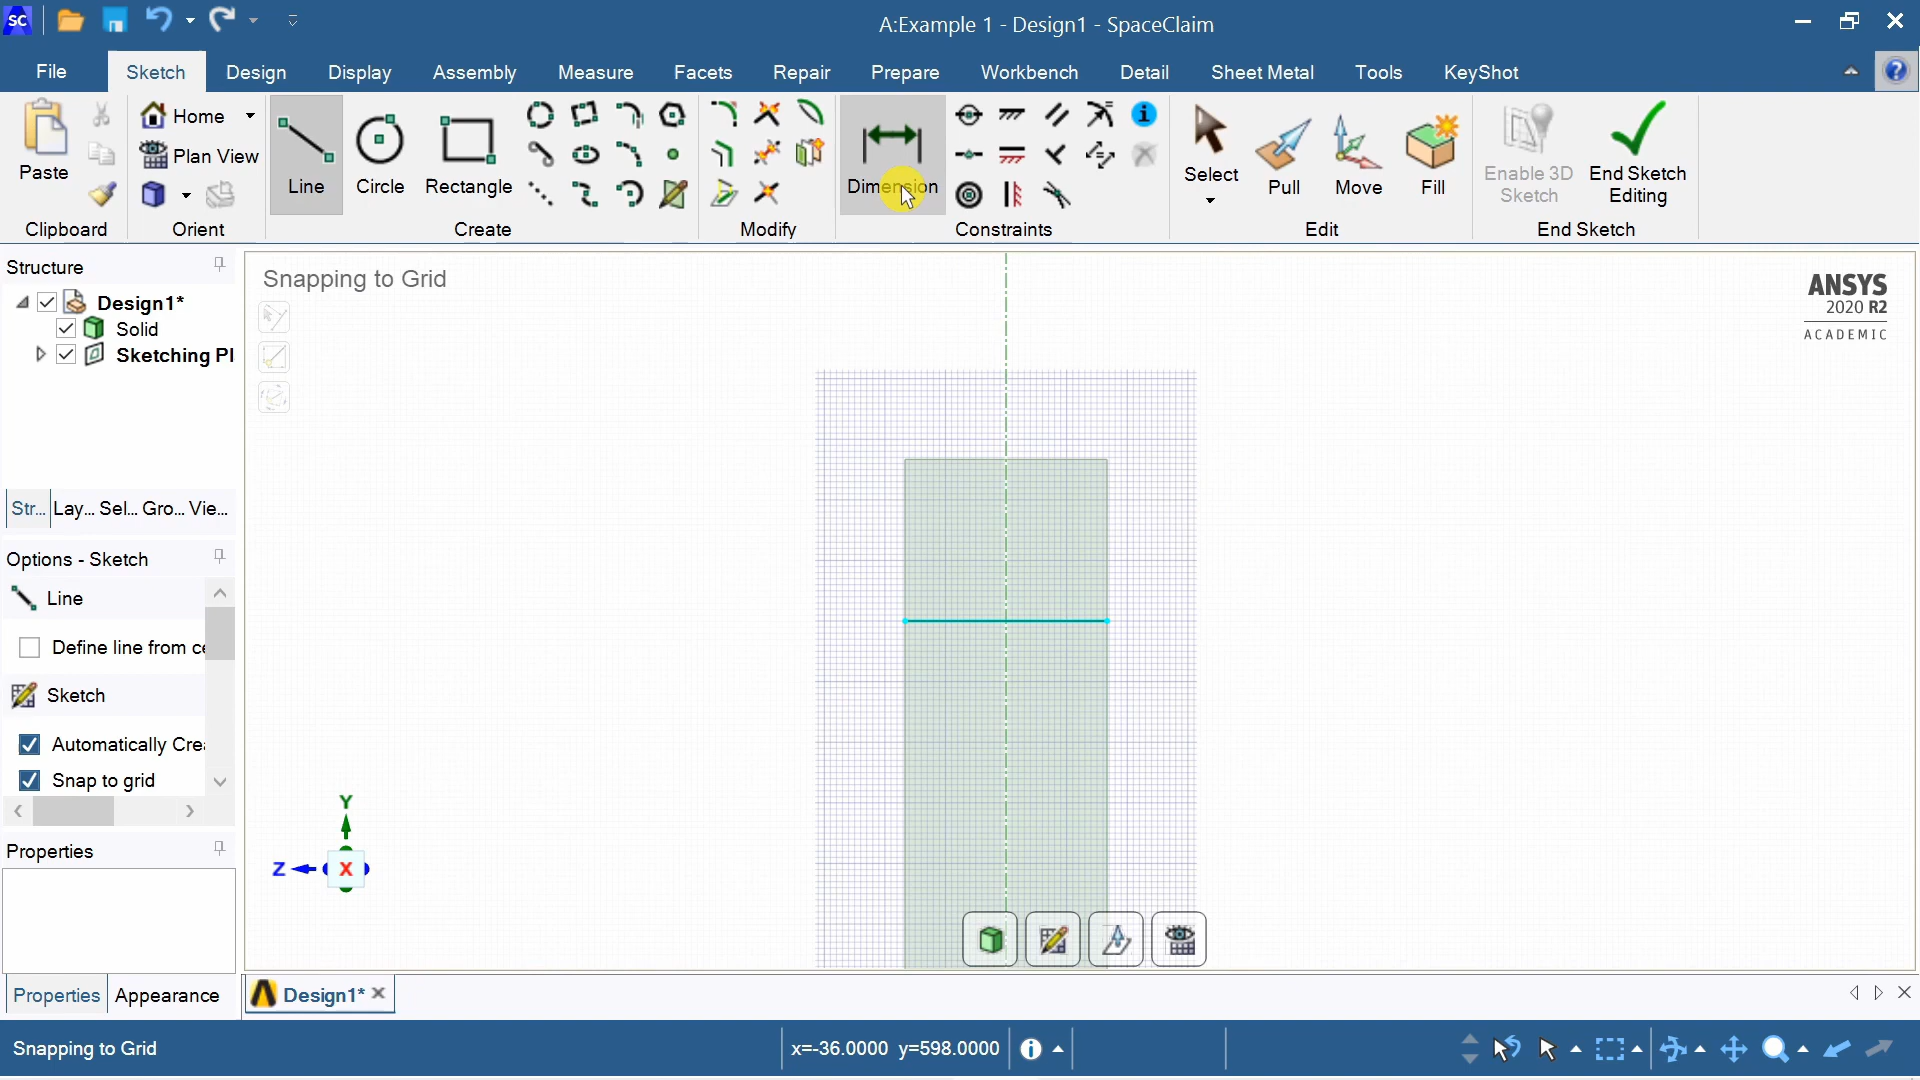 SC
A:Example 1 - Design1 - SpaceClaim
File Sketch Design Display Assembly Measure Facets Repair Prepare Workbench Detail Sheet Metal Tools KeyShot
Paste
Clipboard
Home
Plan View
Orient
Line Circle Rectangle
Create
Modify
Dimension
Constraints
Select Pull Move Fill
Edit
Enable 3D
Sketch
End Sketch
Editing
End Sketch
Structure
Design1*
Solid
Sketching Pl
Str... Lay... Sel... Gro... Vie...
Options - Sketch
Line
Define line from ce
Sketch
Automatically Crea
Snap to grid
Properties
Properties Appearance
Snapping to Grid
ANSYS
2020 R2
ACADEMIC
Y
Z
X
Design1*
Snapping to Grid
x=-36.0000 y=598.0000